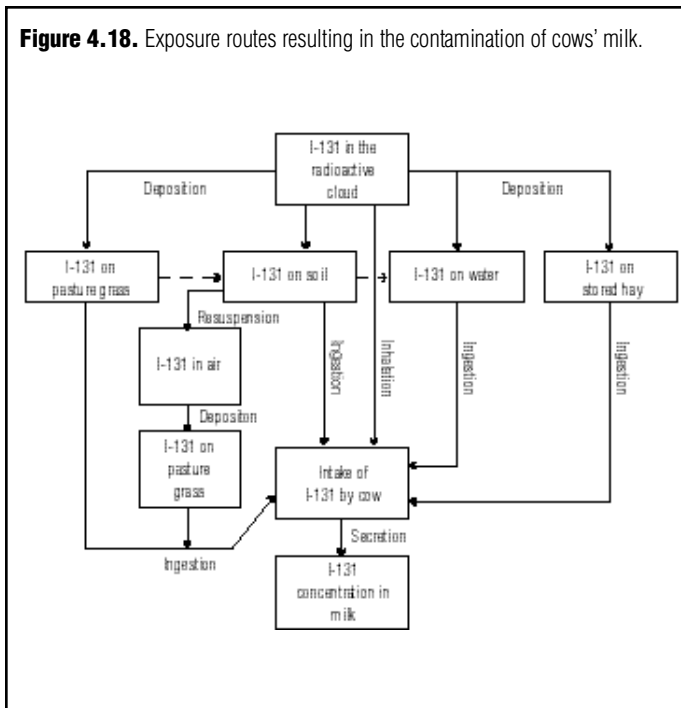 Figure 4.18. Exposure routes resulting in the contamination of cows' milk.
I-131 in the
radioactive
cloud
Deposition
Deposition
I-131 on
pasture grass
I-131 on soil
I-131 on water
I-131 on
stored hay
Resuspension
I-131 in air
Ingestion
Inhalation
Ingestion
Ingestion
Depositon
I-131 on
pasture
grass
Intake of
I-131 by cow
Ingestion
Secretion
I-131
concentration in
milk